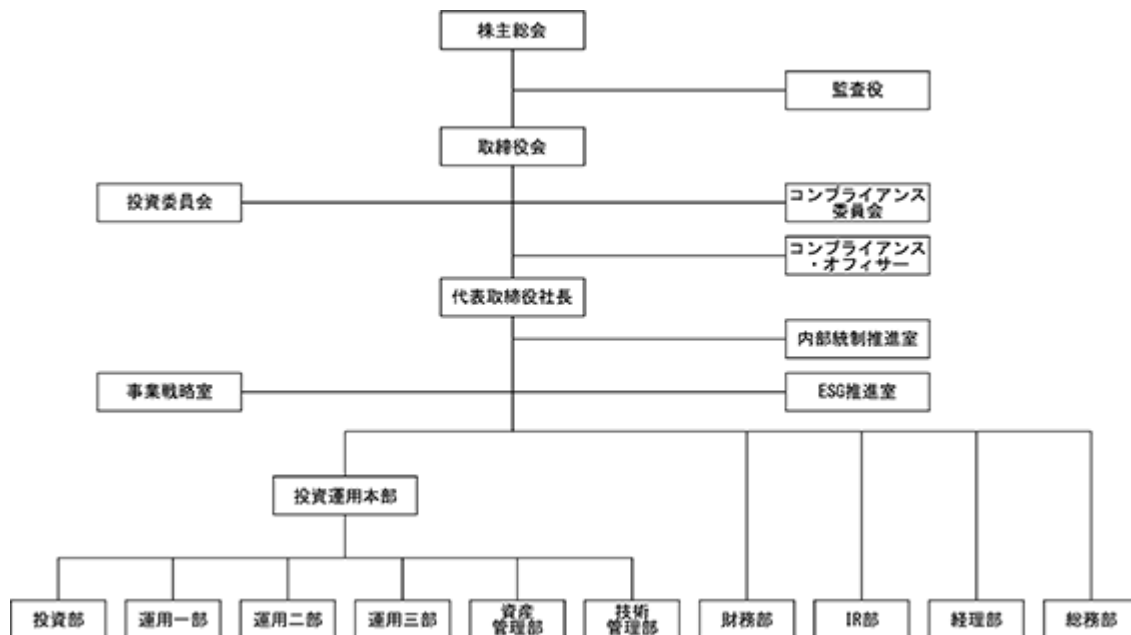 株主総会
監査役
取締役会
投資委員会
コンプライアンス
委員会
コンプライアンス
・オフィサー
代表取締役社長
内部統制推進室
事業戦略室
ESG推進室
投資運用本部
投資部
運用一部
運用二部
運用三部
資産
管理部
技術
管理部
財務部
IR部
経理部
総務部